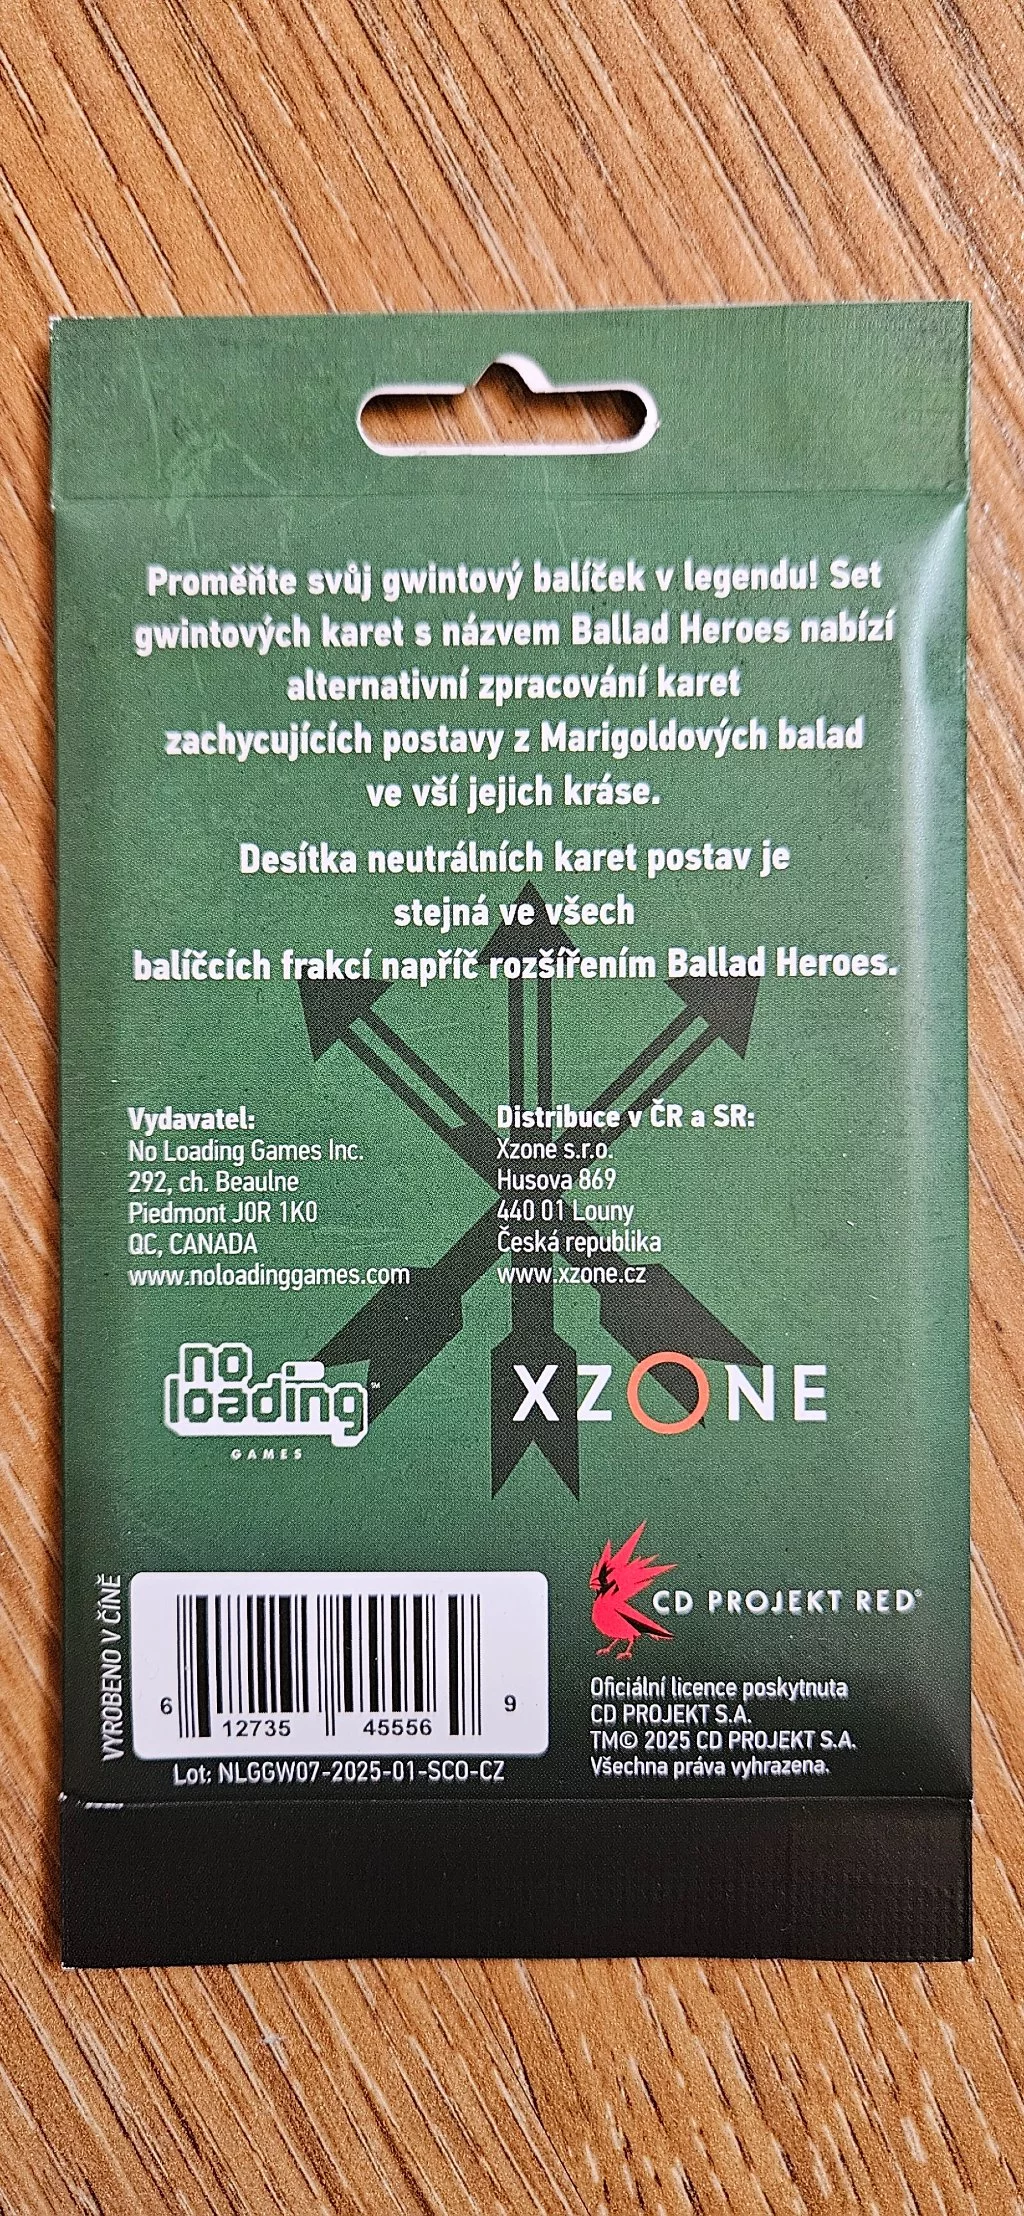 Proměňte svůj gwintový balíček v legendu! Set
gwintových karet s názvem Ballad Heroes nabízí
alternativní zpracování karet
zachycujících postavy z Marigoldových balad
ve vší jejich kráse.
Desítka neutrálních karet postav je
stejná ve všech
balíčcích frakcí napříč rozšířením Ballad Heroes.
Vydavatel:
No Loading Games Inc.
292, ch. Beaulne
Piedmont J0R 1K0
QC, CANADA
www.noloadinggames.com
Distribuce v ČR a SR:
Xzone s.r.o.
Husova 869
440 01 Louny
Česká republika
www.xzone.cz
no
loading™
GAMES
XZONE
VYROBENO V ČÍNĚ
6 12735 45556 9
Lot: NLGGW07-2025-01-SCO-CZ
CD PROJEKT RED®
Oficiální licence poskytnuta
CD PROJEKT S.A.
TM© 2025 CD PROJEKT S.A.
Všechna práva vyhrazena.